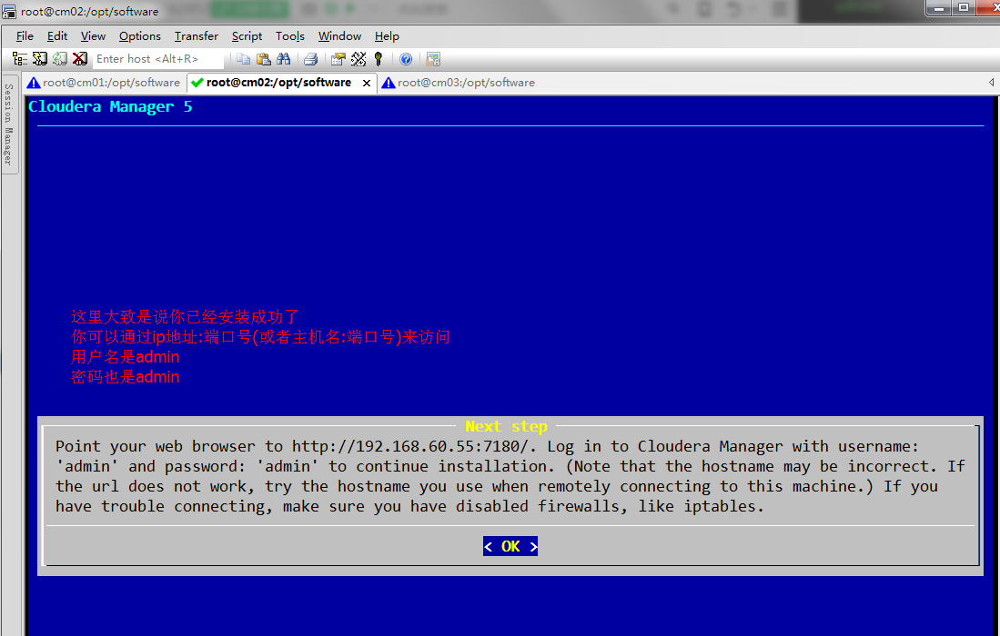 root@cm02:/opt/software
File Edit View Options Transfer Script Tools Window Help
Enter host <Alt+R>
root@cm01:/opt/software root@cm02:/opt/software × root@cm03:/opt/software
Session Manager
Cloudera Manager 5
这里大致是说你已经安装成功了
你可以通过ip地址:端口号(或者主机名:端口号)来访问
用户名是admin
密码也是admin
Next step
Point your web browser to http://192.168.60.55:7180/. Log in to Cloudera Manager with username:
'admin' and password: 'admin' to continue installation. (Note that the hostname may be incorrect. If
the url does not work, try the hostname you use when remotely connecting to this machine.) If you
have trouble connecting, make sure you have disabled firewalls, like iptables.
< OK >